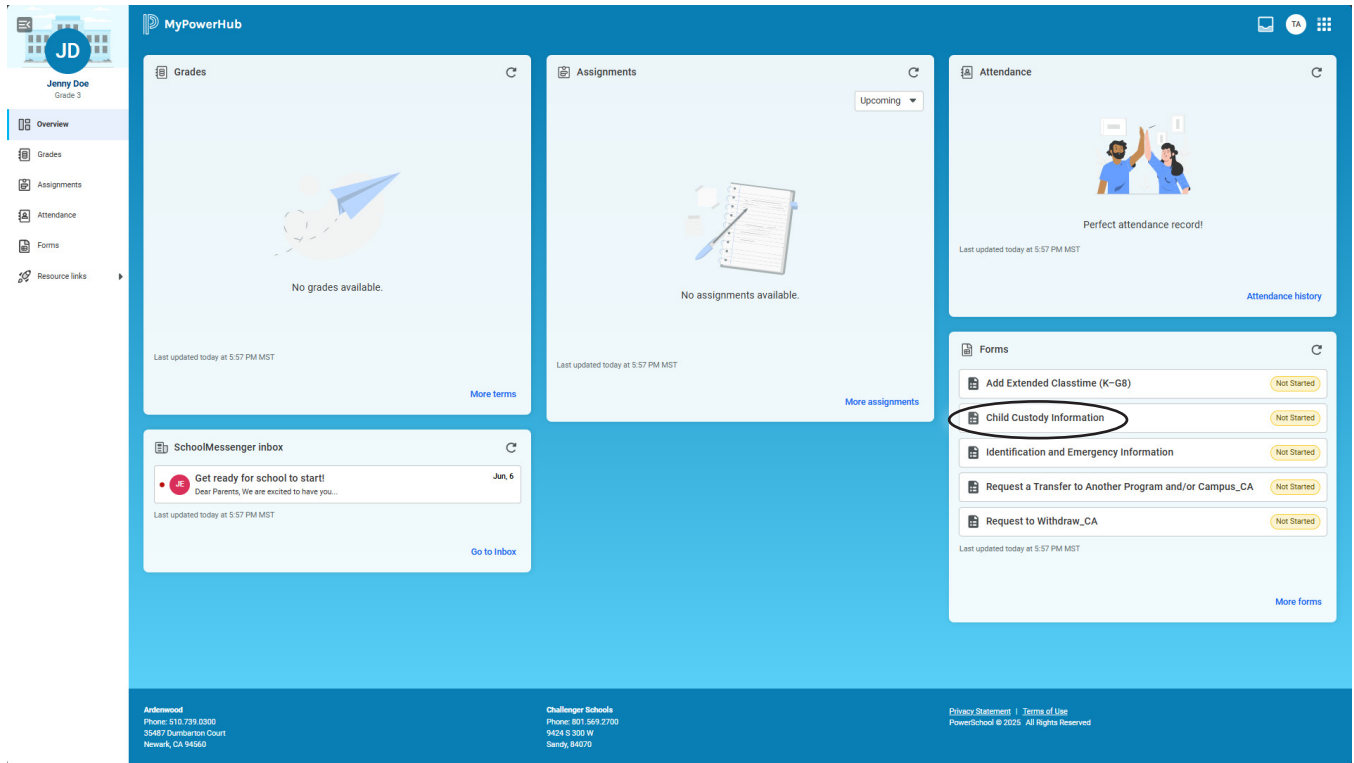 JD
Jenny Doe
Grade 3
Overview
Grades
Assignments
Attendance
Forms
Resource links
MyPowerHub
TA
Grades
No grades available.
Last updated today at 5:57 PM MST
More terms
Assignments
Upcoming
No assignments available.
Last updated today at 5:57 PM MST
More assignments
Attendance
Perfect attendance record!
Last updated today at 5:57 PM MST
Attendance history
SchoolMessenger inbox
JE
Get ready for school to start!
Jun, 6
Dear Parents, We are excited to have you...
Last updated today at 5:57 PM MST
Go to Inbox
Forms
Add Extended Classtime (K–G8) Not Started
Child Custody Information Not Started
Identification and Emergency Information Not Started
Request a Transfer to Another Program and/or Campus_CA Not Started
Request to Withdraw_CA Not Started
Last updated today at 5:57 PM MST
More forms
Ardenwood
Phone: 510.739.0300
35487 Dumbarton Court
Newark, CA 94560
Challenger Schools
Phone: 801.569.2700
9424 S 300 W
Sandy, 84070
Privacy Statement | Terms of Use
PowerSchool © 2025 All Rights Reserved